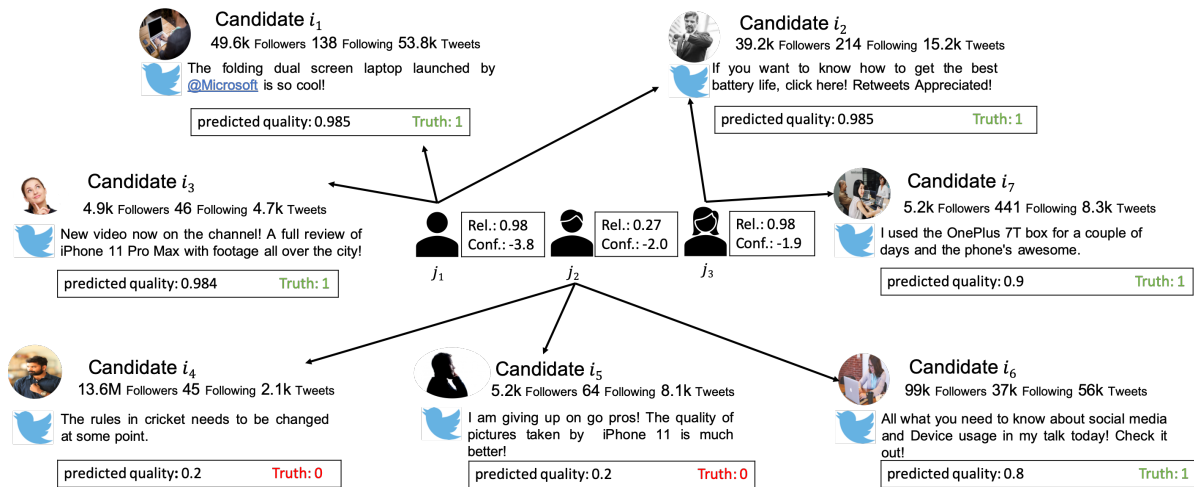 Candidate i₁
49.6k Followers 138 Following 53.8k Tweets
The folding dual screen laptop launched by
@Microsoft is so cool!
predicted quality: 0.985 Truth: 1
Candidate i₂
39.2k Followers 214 Following 15.2k Tweets
If you want to know how to get the best
battery life, click here! Retweets Appreciated!
predicted quality: 0.985 Truth: 1
Candidate i₃
4.9k Followers 46 Following 4.7k Tweets
New video now on the channel! A full review of
iPhone 11 Pro Max with footage all over the city!
predicted quality: 0.984 Truth: 1
Rel.: 0.98
Conf.: -3.8
j₁
Rel.: 0.27
Conf.: -2.0
j₂
Rel.: 0.98
Conf.: -1.9
j₃
Candidate i₇
5.2k Followers 441 Following 8.3k Tweets
I used the OnePlus 7T box for a couple of
days and the phone's awesome.
predicted quality: 0.9 Truth: 1
Candidate i₄
13.6M Followers 45 Following 2.1k Tweets
The rules in cricket needs to be changed
at some point.
predicted quality: 0.2 Truth: 0
Candidate i₅
5.2k Followers 64 Following 8.1k Tweets
I am giving up on go pros! The quality of
pictures taken by iPhone 11 is much
better!
predicted quality: 0.2 Truth: 0
Candidate i₆
99k Followers 37k Following 56k Tweets
All what you need to know about social media
and Device usage in my talk today! Check it
out!
predicted quality: 0.8 Truth: 1